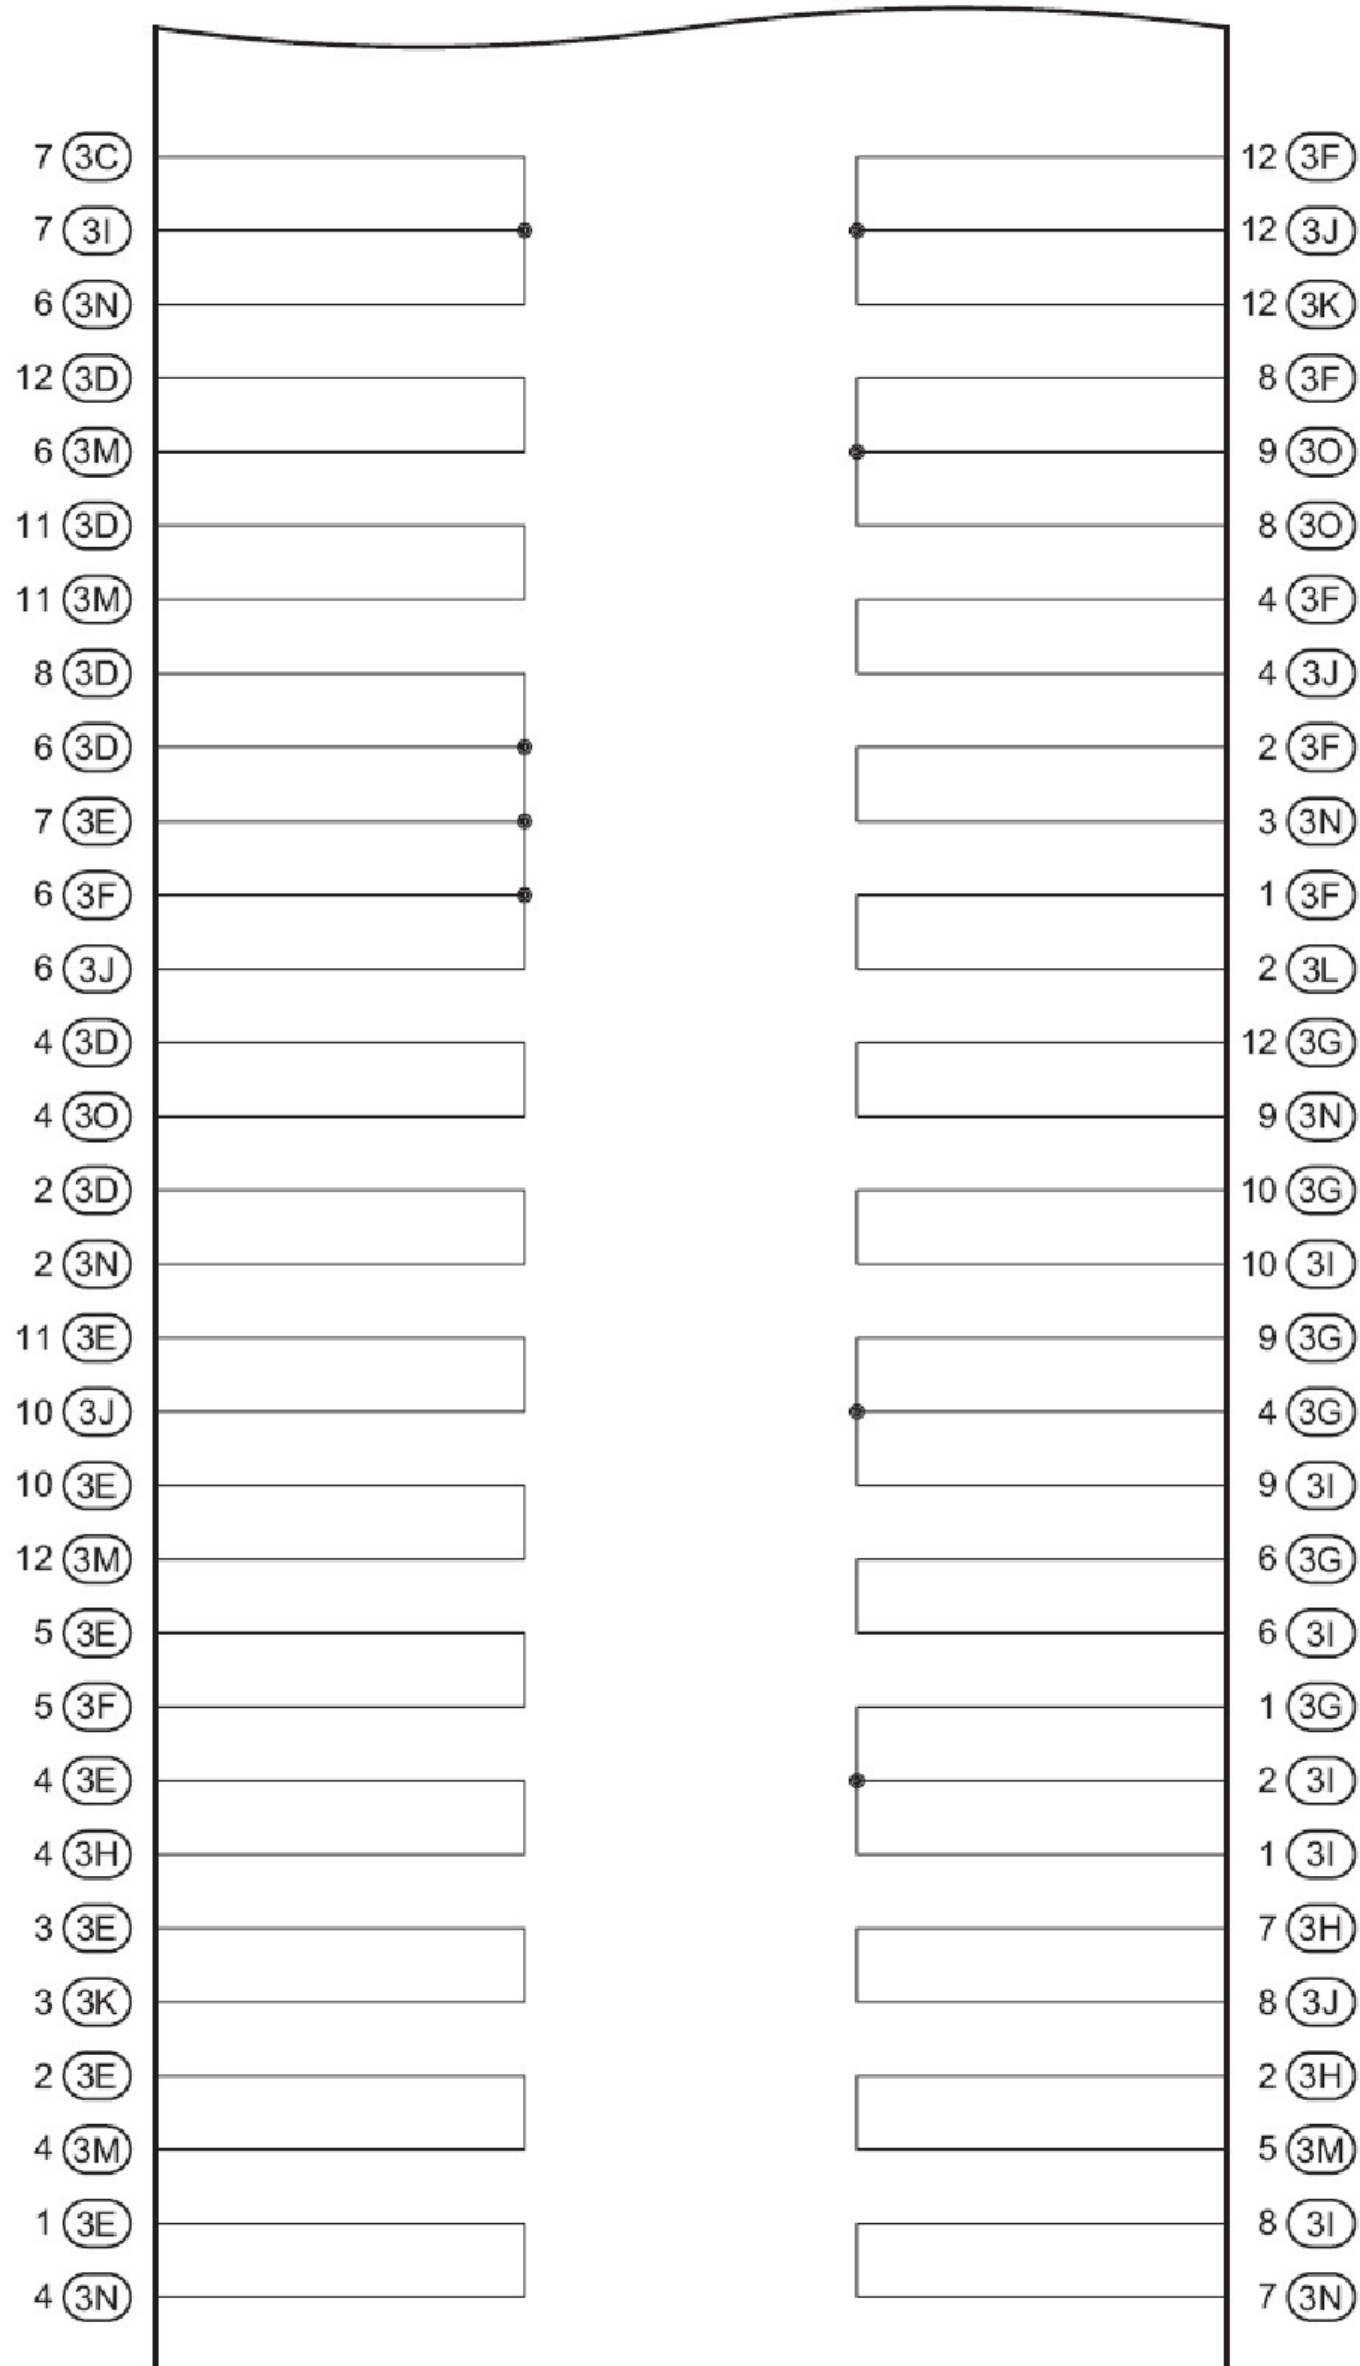 7 3C 12 3F
7 3I 12 3J
6 3N 12 3K
12 3D 8 3F
6 3M 9 3O
11 3D 8 3O
11 3M 4 3F
8 3D 4 3J
6 3D 2 3F
7 3E 3 3N
6 3F 1 3F
6 3J 2 3L
4 3D 12 3G
4 3O 9 3N
2 3D 10 3G
2 3N 10 3I
11 3E 9 3G
10 3J 4 3G
10 3E 9 3I
12 3M 6 3G
5 3E 6 3I
5 3F 1 3G
4 3E 2 3I
4 3H 1 3I
3 3E 7 3H
3 3K 8 3J
2 3E 2 3H
4 3M 5 3M
1 3E 8 3I
4 3N 7 3N